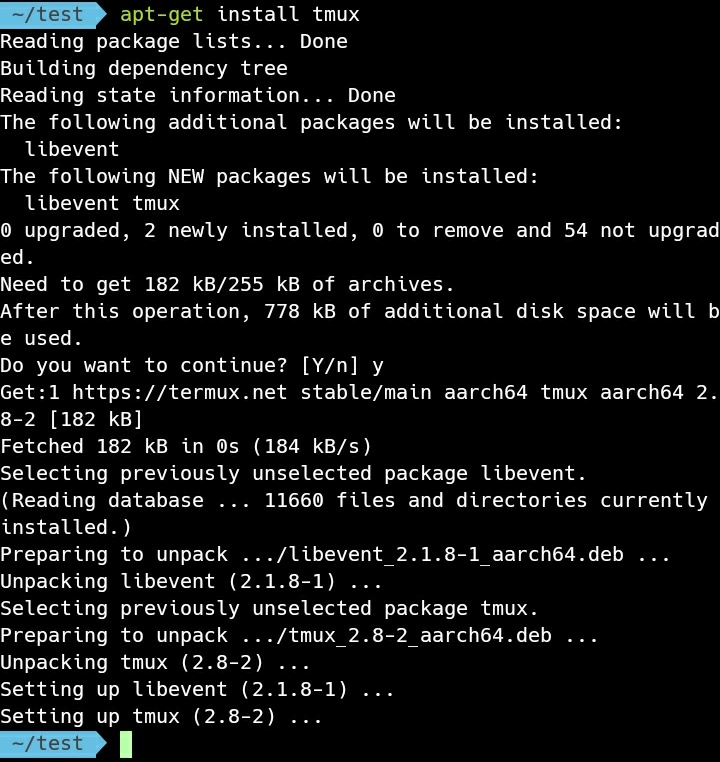 ~/test apt-get install tmux
Reading package lists... Done
Building dependency tree
Reading state information... Done
The following additional packages will be installed:
  libevent
The following NEW packages will be installed:
  libevent tmux
0 upgraded, 2 newly installed, 0 to remove and 54 not upgrad
ed.
Need to get 182 kB/255 kB of archives.
After this operation, 778 kB of additional disk space will b
e used.
Do you want to continue? [Y/n] y
Get:1 https://termux.net stable/main aarch64 tmux aarch64 2.
8-2 [182 kB]
Fetched 182 kB in 0s (184 kB/s)
Selecting previously unselected package libevent.
(Reading database ... 11660 files and directories currently
installed.)
Preparing to unpack .../libevent_2.1.8-1_aarch64.deb ...
Unpacking libevent (2.1.8-1) ...
Selecting previously unselected package tmux.
Preparing to unpack .../tmux_2.8-2_aarch64.deb ...
Unpacking tmux (2.8-2) ...
Setting up libevent (2.1.8-1) ...
Setting up tmux (2.8-2) ...
~/test